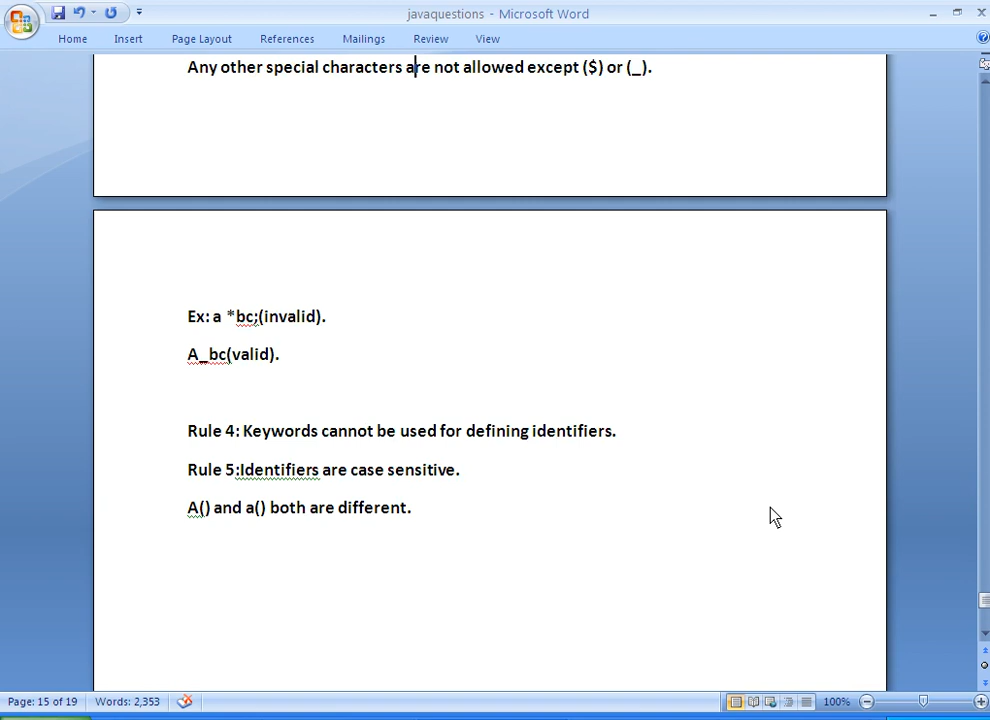 javaquestions - Microsoft Word
Home Insert Page Layout References Mailings Review View
Any other special characters are not allowed except ($) or (_).
Ex: a *bc;(invalid).
A_bc(valid).
Rule 4: Keywords cannot be used for defining identifiers.
Rule 5:Identifiers are case sensitive.
A() and a() both are different.
Page: 15 of 19 Words: 2,353 100%